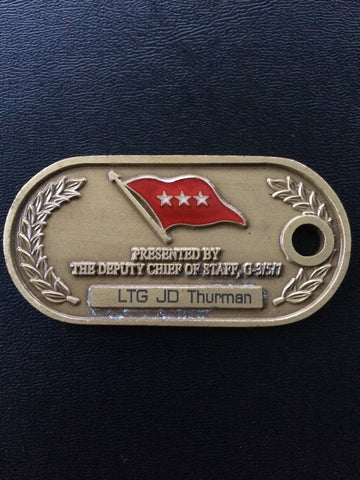 PRESENTED BY
THE DEPUTY CHIEF OF STAFF, G-3/5/7
LTG JD Thurman